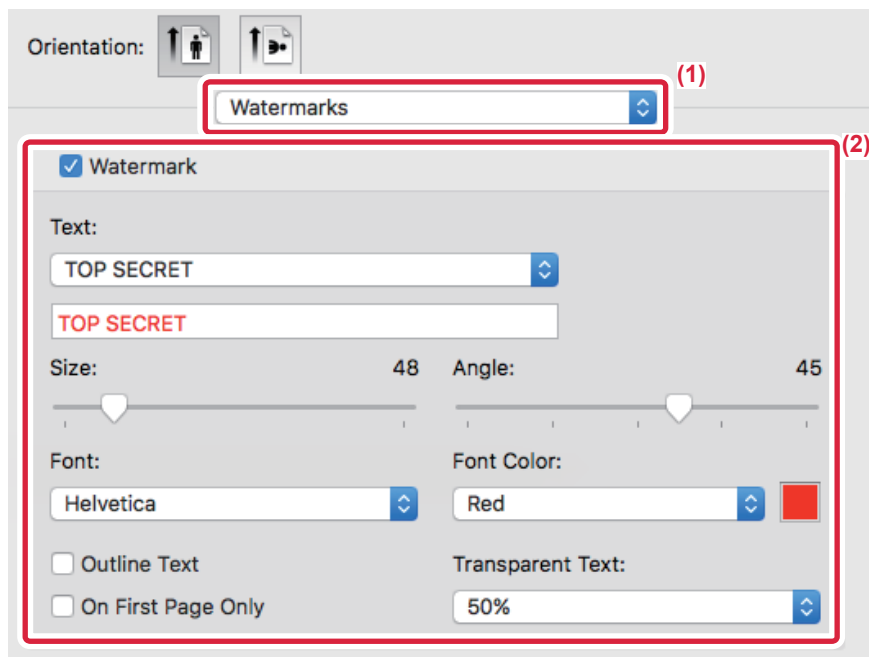 Orientation:
(1)
Watermarks
(2)
Watermark
Text:
TOP SECRET
TOP SECRET
Size: 48 Angle: 45
Font: Font Color:
Helvetica Red
Outline Text Transparent Text:
On First Page Only 50%